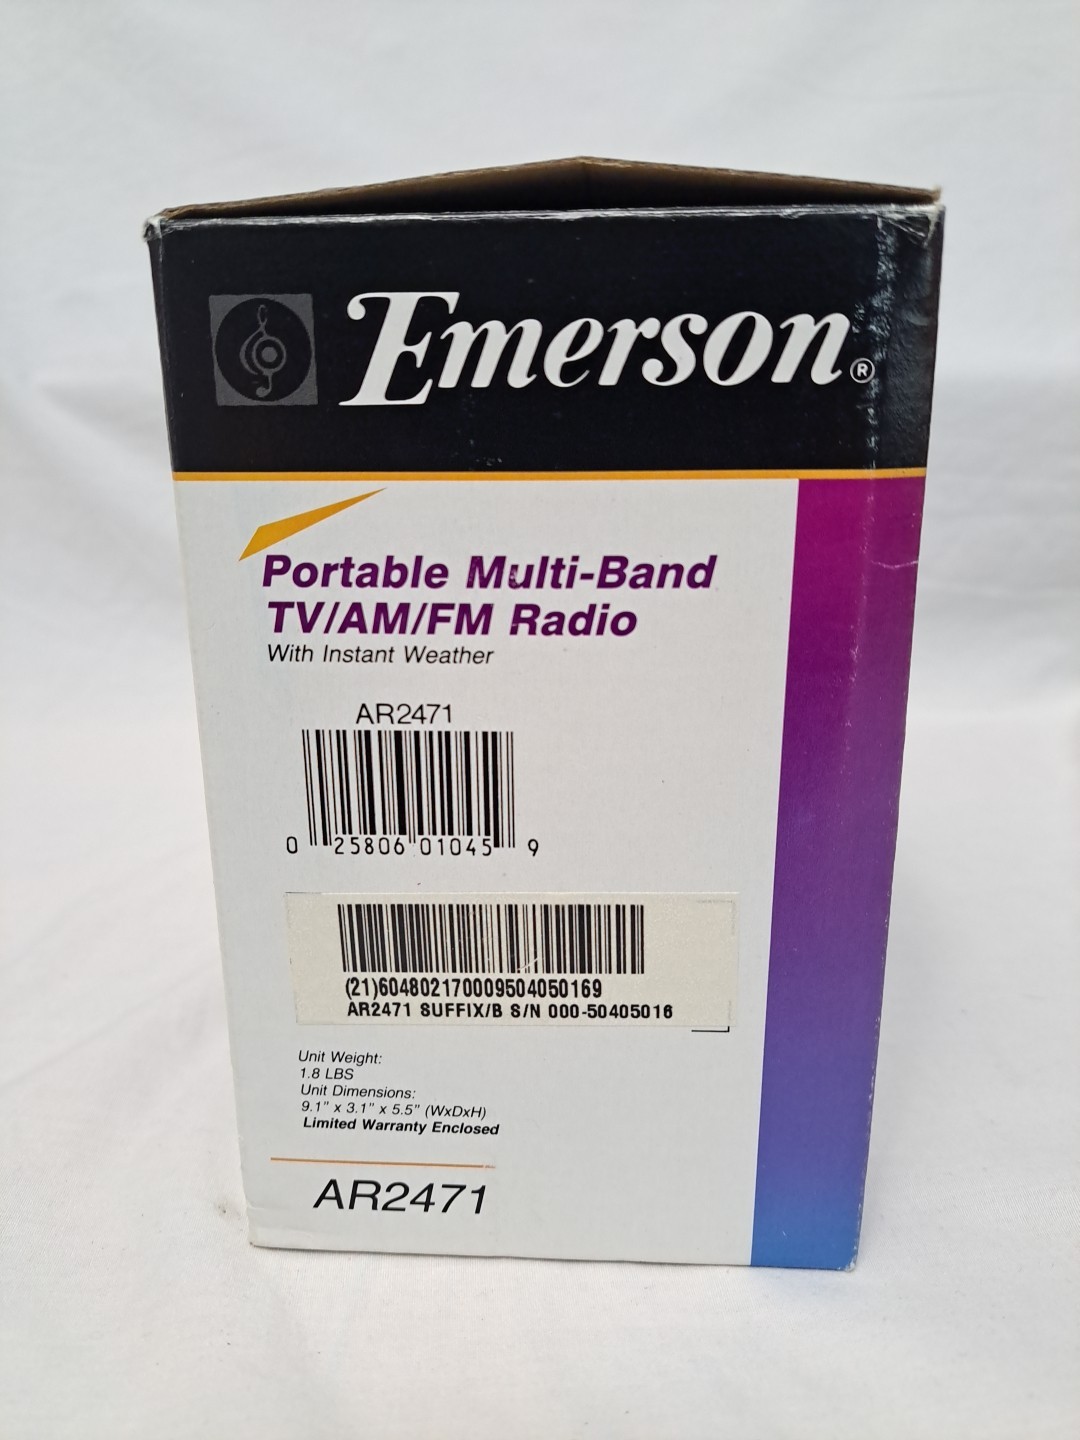 Emerson®
Portable Multi-Band
TV/AM/FM Radio
With Instant Weather
AR2471
0 25806 01045 9
(21)604802170009504050169
AR2471 SUFFIX/B S/N 000-50405016
Unit Weight:
1.8 LBS
Unit Dimensions:
9.1" x 3.1" x 5.5" (WxDxH)
Limited Warranty Enclosed
AR2471